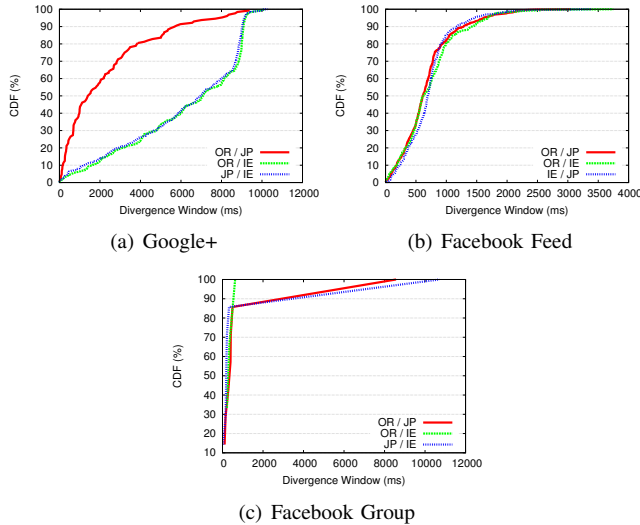 100
90
80
70
60
50
40
30
20
10
0
CDF (%)
0 2000 4000 6000 8000 10000 12000
Divergence Window (ms)
OR / JP
OR / IE
JP / IE
(a) Google+
100
90
80
70
60
50
40
30
20
10
0
CDF (%)
0 500 1000 1500 2000 2500 3000 3500 4000
Divergence Window (ms)
OR / JP
OR / IE
IE / JP
(b) Facebook Feed
100
90
80
70
60
50
40
30
20
10
CDF (%)
0 2000 4000 6000 8000 10000 12000
Divergence Window (ms)
OR / JP
OR / IE
JP / IE
(c) Facebook Group